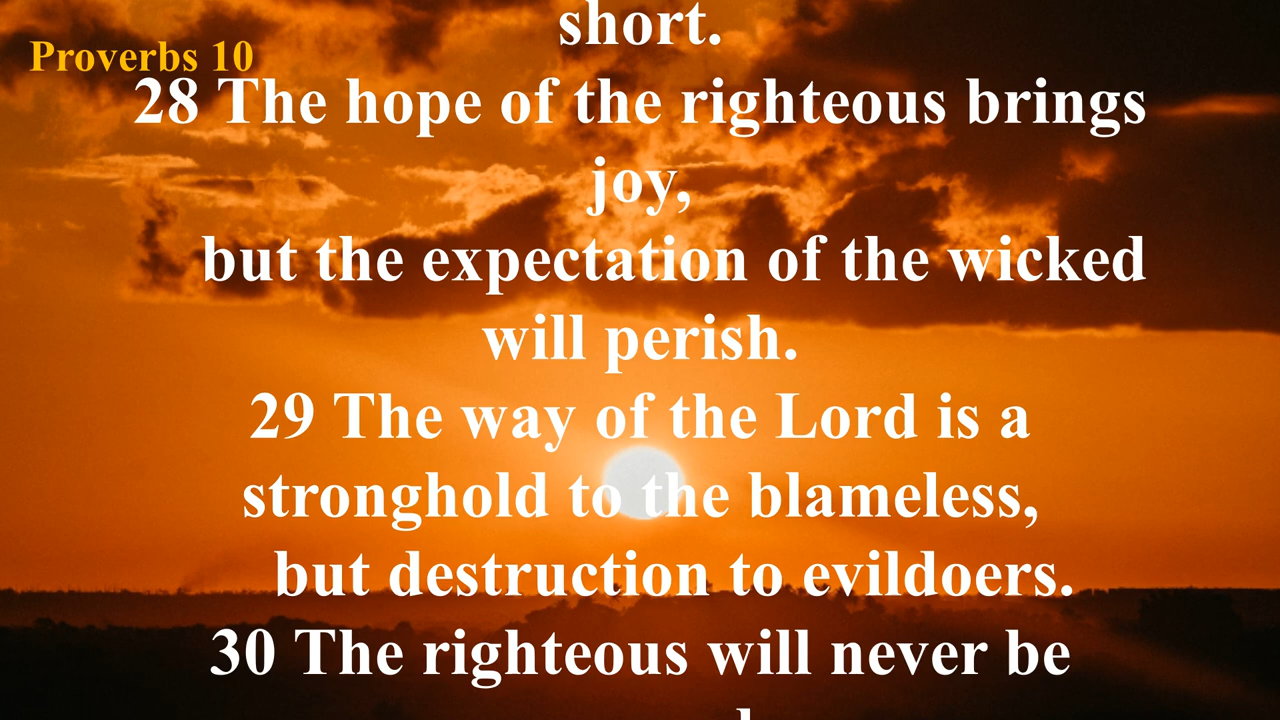 short.
Proverbs 10
28 The hope of the righteous brings
joy,
but the expectation of the wicked
will perish.
29 The way of the Lord is a
stronghold to the blameless,
but destruction to evildoers.
30 The righteous will never be